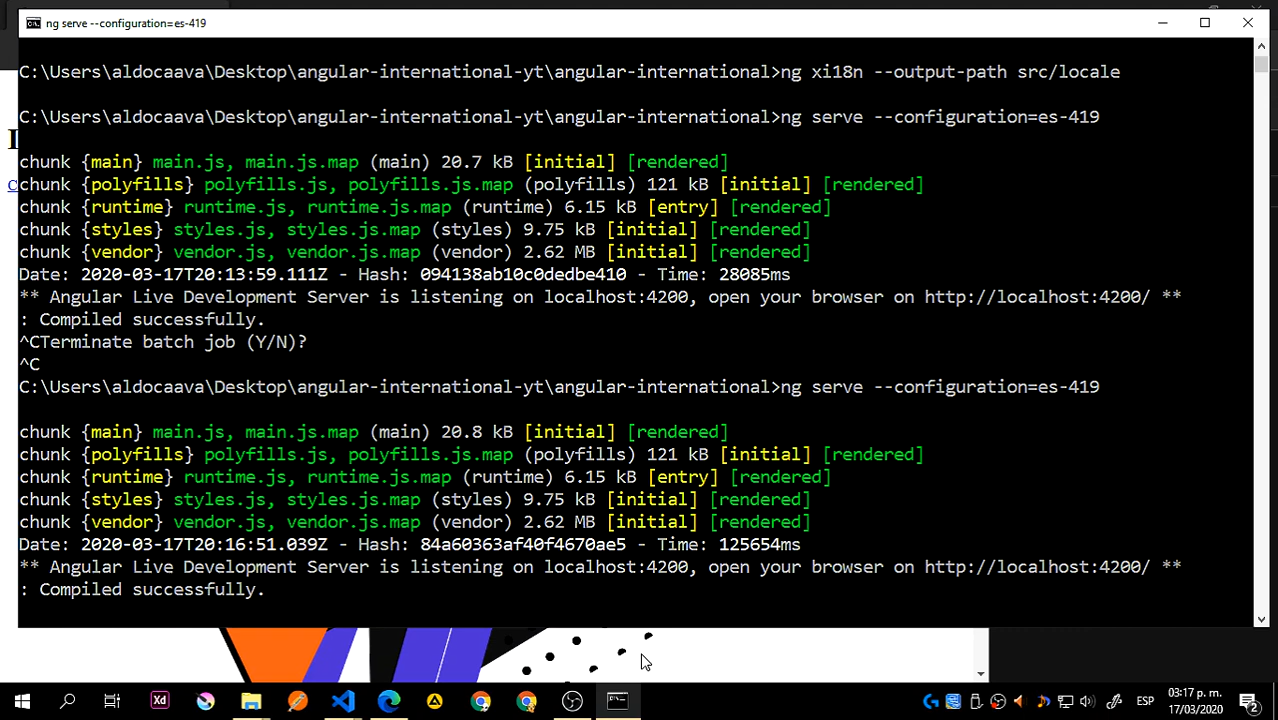 ng serve --configuration=es-419
C:\Users\aldocaava\Desktop\angular-international-yt\angular-international>ng xi18n --output-path src/locale
C:\Users\aldocaava\Desktop\angular-international-yt\angular-international>ng serve --configuration=es-419
chunk {main} main.js, main.js.map (main) 20.7 kB [initial] [rendered]
chunk {polyfills} polyfills.js, polyfills.js.map (polyfills) 121 kB [initial] [rendered]
chunk {runtime} runtime.js, runtime.js.map (runtime) 6.15 kB [entry] [rendered]
chunk {styles} styles.js, styles.js.map (styles) 9.75 kB [initial] [rendered]
chunk {vendor} vendor.js, vendor.js.map (vendor) 2.62 MB [initial] [rendered]
Date: 2020-03-17T20:13:59.111Z - Hash: 094138ab10c0dedbe410 - Time: 28085ms
** Angular Live Development Server is listening on localhost:4200, open your browser on http://localhost:4200/ **
: Compiled successfully.
^CTerminate batch job (Y/N)?
^C
C:\Users\aldocaava\Desktop\angular-international-yt\angular-international>ng serve --configuration=es-419
chunk {main} main.js, main.js.map (main) 20.8 kB [initial] [rendered]
chunk {polyfills} polyfills.js, polyfills.js.map (polyfills) 121 kB [initial] [rendered]
chunk {runtime} runtime.js, runtime.js.map (runtime) 6.15 kB [entry] [rendered]
chunk {styles} styles.js, styles.js.map (styles) 9.75 kB [initial] [rendered]
chunk {vendor} vendor.js, vendor.js.map (vendor) 2.62 MB [initial] [rendered]
Date: 2020-03-17T20:16:51.039Z - Hash: 84a60363af40f4670ae5 - Time: 125654ms
** Angular Live Development Server is listening on localhost:4200, open your browser on http://localhost:4200/ **
: Compiled successfully.
Xd
ESP
03:17 p. m.
17/03/2020
2